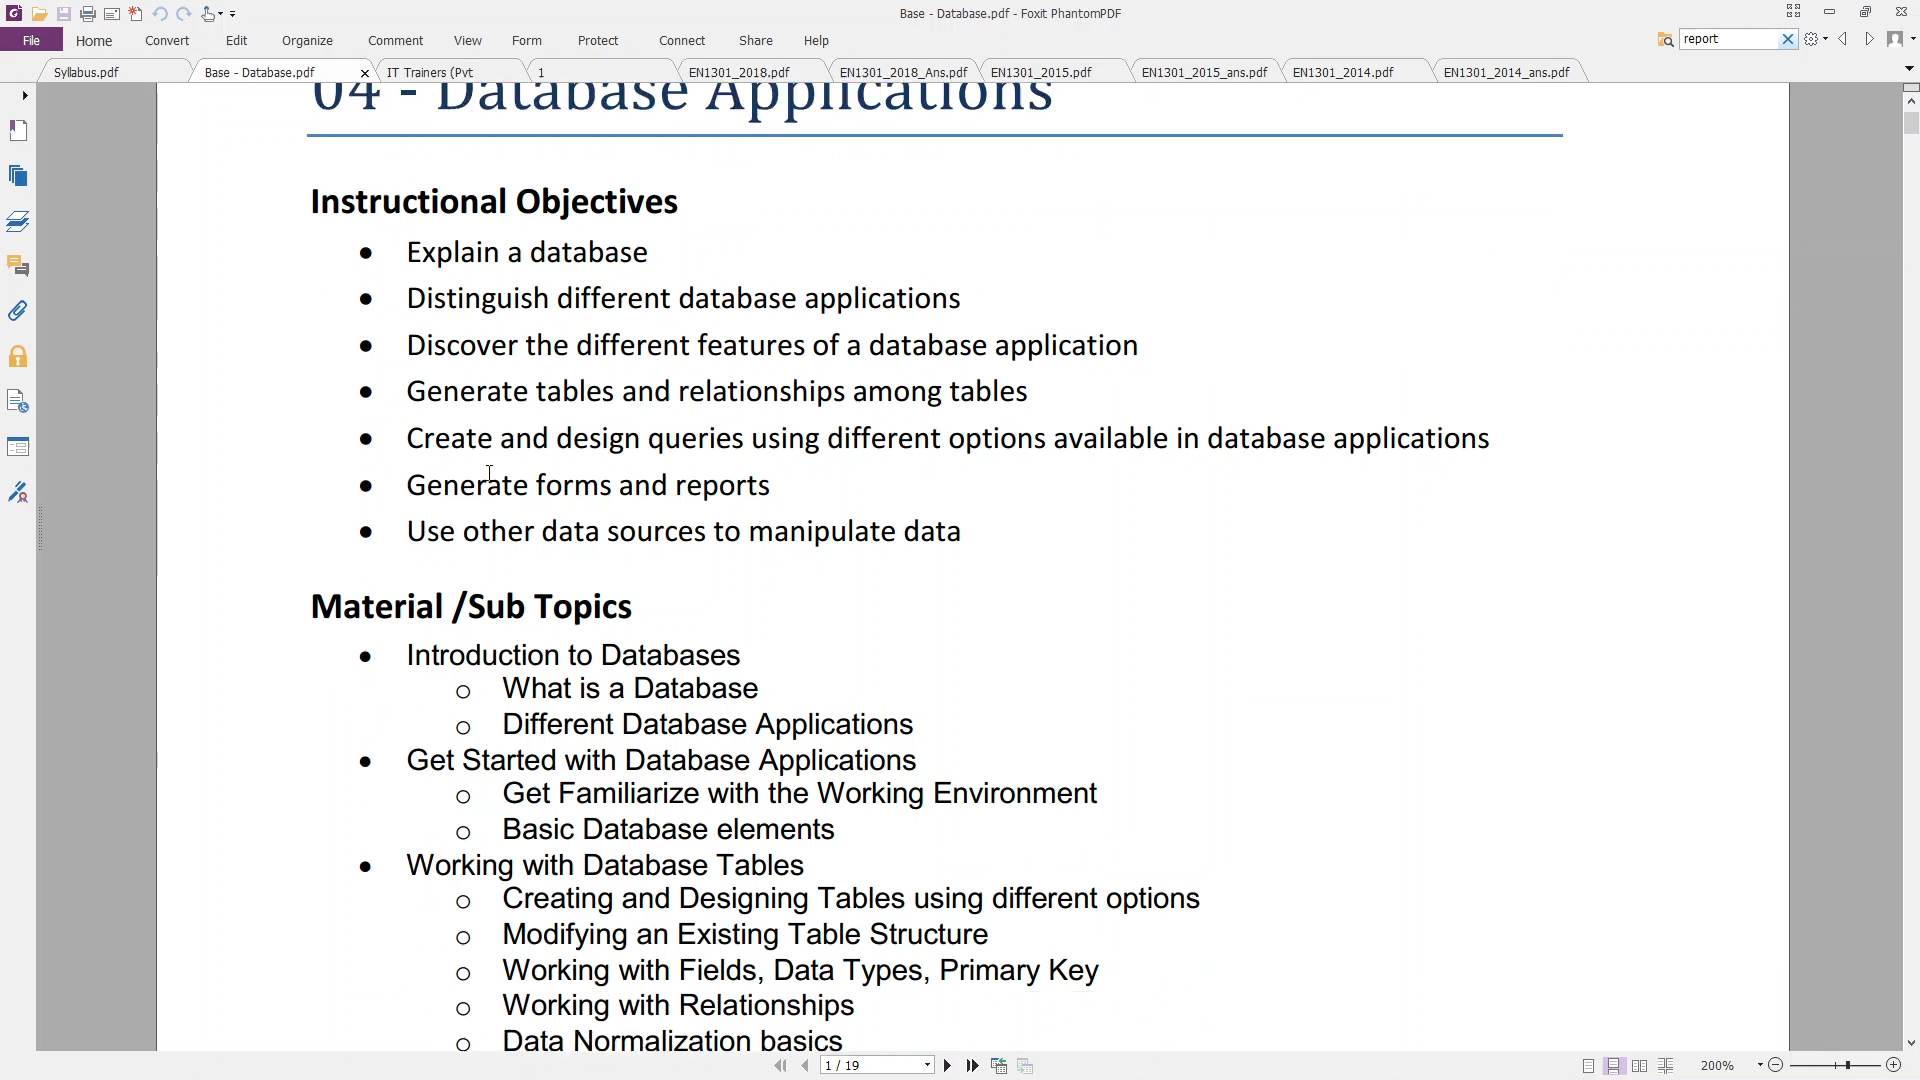 Base - Database.pdf - Foxit PhantomPDF
File Home Convert Edit Organize Comment View Form Protect Connect Share Help report
Syllabus.pdf Base - Database.pdf IT Trainers (Pvt 1 EN1301_2018.pdf EN1301_2018_Ans.pdf EN1301_2015.pdf EN1301_2015_ans.pdf EN1301_2014.pdf EN1301_2014_ans.pdf
04 - Database Applications
Instructional Objectives
• Explain a database
• Distinguish different database applications
• Discover the different features of a database application
• Generate tables and relationships among tables
• Create and design queries using different options available in database applications
• Generate forms and reports
• Use other data sources to manipulate data
Material /Sub Topics
• Introduction to Databases
o What is a Database
o Different Database Applications
• Get Started with Database Applications
o Get Familiarize with the Working Environment
o Basic Database elements
• Working with Database Tables
o Creating and Designing Tables using different options
o Modifying an Existing Table Structure
o Working with Fields, Data Types, Primary Key
o Working with Relationships
o Data Normalization basics
1 / 19 200%